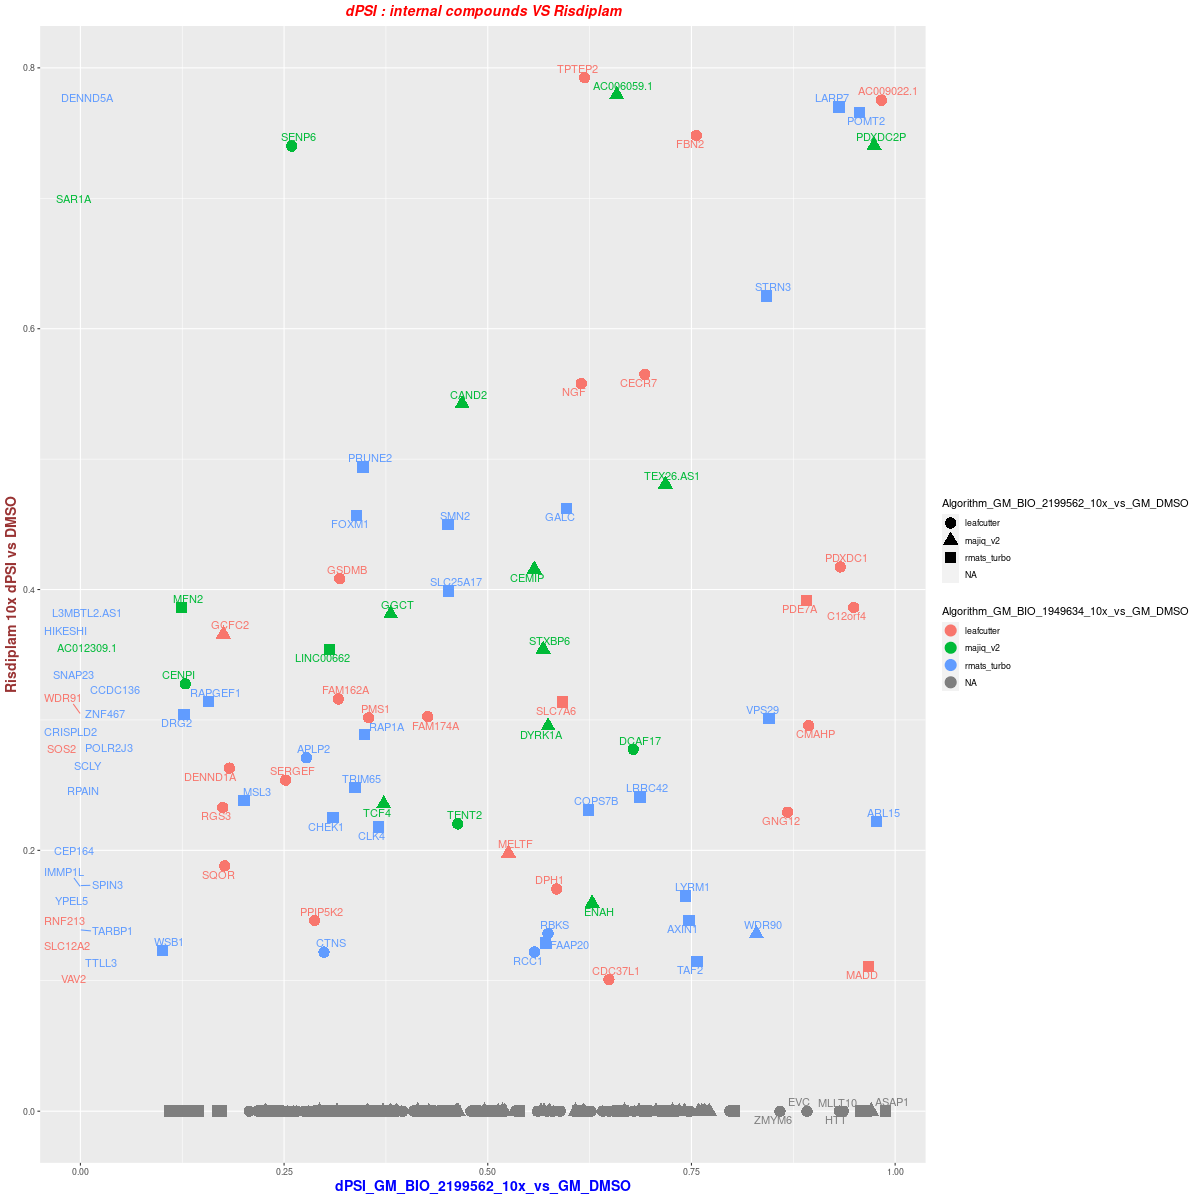 dPSI : internal compounds VS Risdiplam
TPTEP2
AC006059.1
DENND5A
LARP7
AC009022.1
POMT2
SENP6
FBN2
PDXDC2P
SAR1A
STRN3
NGF
CECR7
CAND2
PRUNE2
TEX26.AS1
FOXM1
SMN2
GALC
GSDMB
SLC25A17
CEMIP
PDXDC1
MFN2
GGCT
PDE7A
C12orf4
L3MBTL2.AS1
HIKESHI
GCFC2
AC012309.1
LINC00662
STXBP6
SNAP23
CENPI
CCDC136
RAPGEF1
FAM162A
WDR91
ZNF467
DRG2
PMS1
FAM174A
SLC7A6
VPS29
CRISPLD2
RAP1A
DYRK1A
CMAHP
SOS2
POLR2J3
APLP2
DCAF17
SCLY
DENND1A
SERGEF
RPAIN
MSL3
TRIM65
LRRC42
RGS3
COPS7B
CHEK1
TCF4
TENT2
GNG12
ARL15
CLK4
CEP164
MELTF
IMMP1L
SQOR
SPIN3
DPH1
LYRM1
YPEL5
PPIP5K2
ENAH
RNF213
TARBP1
RBKS
AXIN1
WDR90
SLC12A2
WSB1
CTNS
FAAP20
TTLL3
RCC1
TAF2
VAV2
CDC37L1
MADD
EVC
MLLT10
ASAP1
ZMYM6
HTT
0.8
0.6
0.4
0.2
0.0
0.00
0.25
0.50
0.75
1.00
Risdiplam 10x dPSI vs DMSO
dPSI_GM_BIO_2199562_10x_vs_GM_DMSO
Algorithm_GM_BIO_2199562_10x_vs_GM_DMSO
leafcutter
majiq_v2
rmats_turbo
NA
Algorithm_GM_BIO_1949634_10x_vs_GM_DMSO
leafcutter
majiq_v2
rmats_turbo
NA